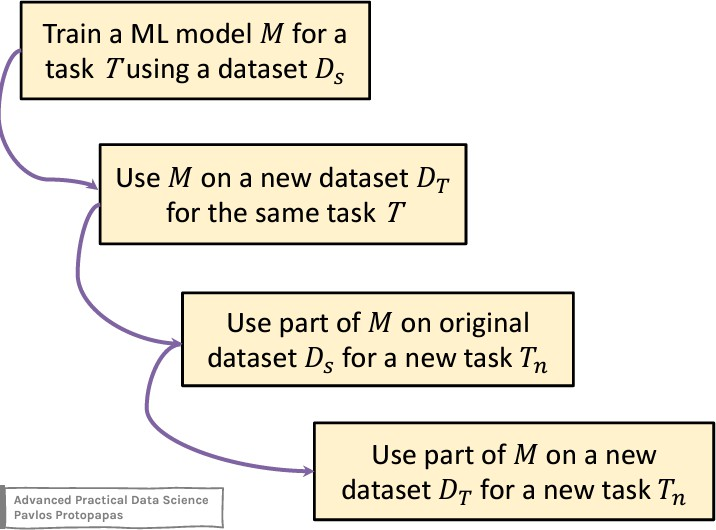 Train a ML model M for a
task T using a dataset Dₛ
Use M on a new dataset D_T
for the same task T
Use part of M on original
dataset Dₛ for a new task Tₙ
Use part of M on a new
dataset D_T for a new task Tₙ
Advanced Practical Data Science
Pavlos Protopapas